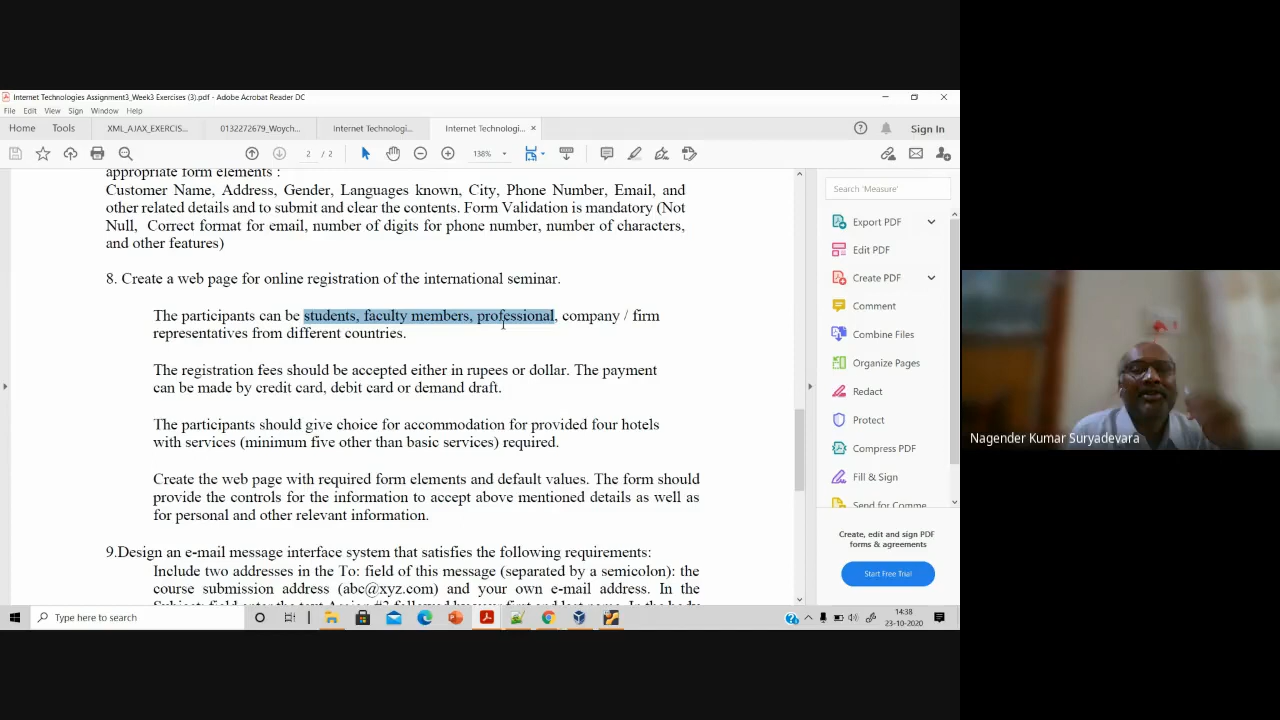 Internet Technologies Assignment3_Week3 Exercises (3).pdf - Adobe Acrobat Reader DC
File Edit View Sign Window Help
Home Tools XML_AJAX_EXERCIS... 0132272679_Woych... Internet Technologi... Internet Technologi... × Sign In
2 / 2 138%
appropriate form elements :
Customer Name, Address, Gender, Languages known, City, Phone Number, Email, and
other related details and to submit and clear the contents. Form Validation is mandatory (Not
Null, Correct format for email, number of digits for phone number, number of characters,
and other features)
8. Create a web page for online registration of the international seminar.
The participants can be students, faculty members, professional, company / firm
representatives from different countries.
The registration fees should be accepted either in rupees or dollar. The payment
can be made by credit card, debit card or demand draft.
The participants should give choice for accommodation for provided four hotels
with services (minimum five other than basic services) required.
Create the web page with required form elements and default values. The form should
provide the controls for the information to accept above mentioned details as well as
for personal and other relevant information.
9.Design an e-mail message interface system that satisfies the following requirements:
Include two addresses in the To: field of this message (separated by a semicolon): the
course submission address (abc@xyz.com) and your own e-mail address. In the
Search 'Measure'
Export PDF
Edit PDF
Create PDF
Comment
Combine Files
Organize Pages
Redact
Protect
Compress PDF
Fill & Sign
Send for Comme
Create, edit and sign PDF
forms & agreements
Start Free Trial
Nagender Kumar Suryadevara
Type here to search
14:38
23-10-2020